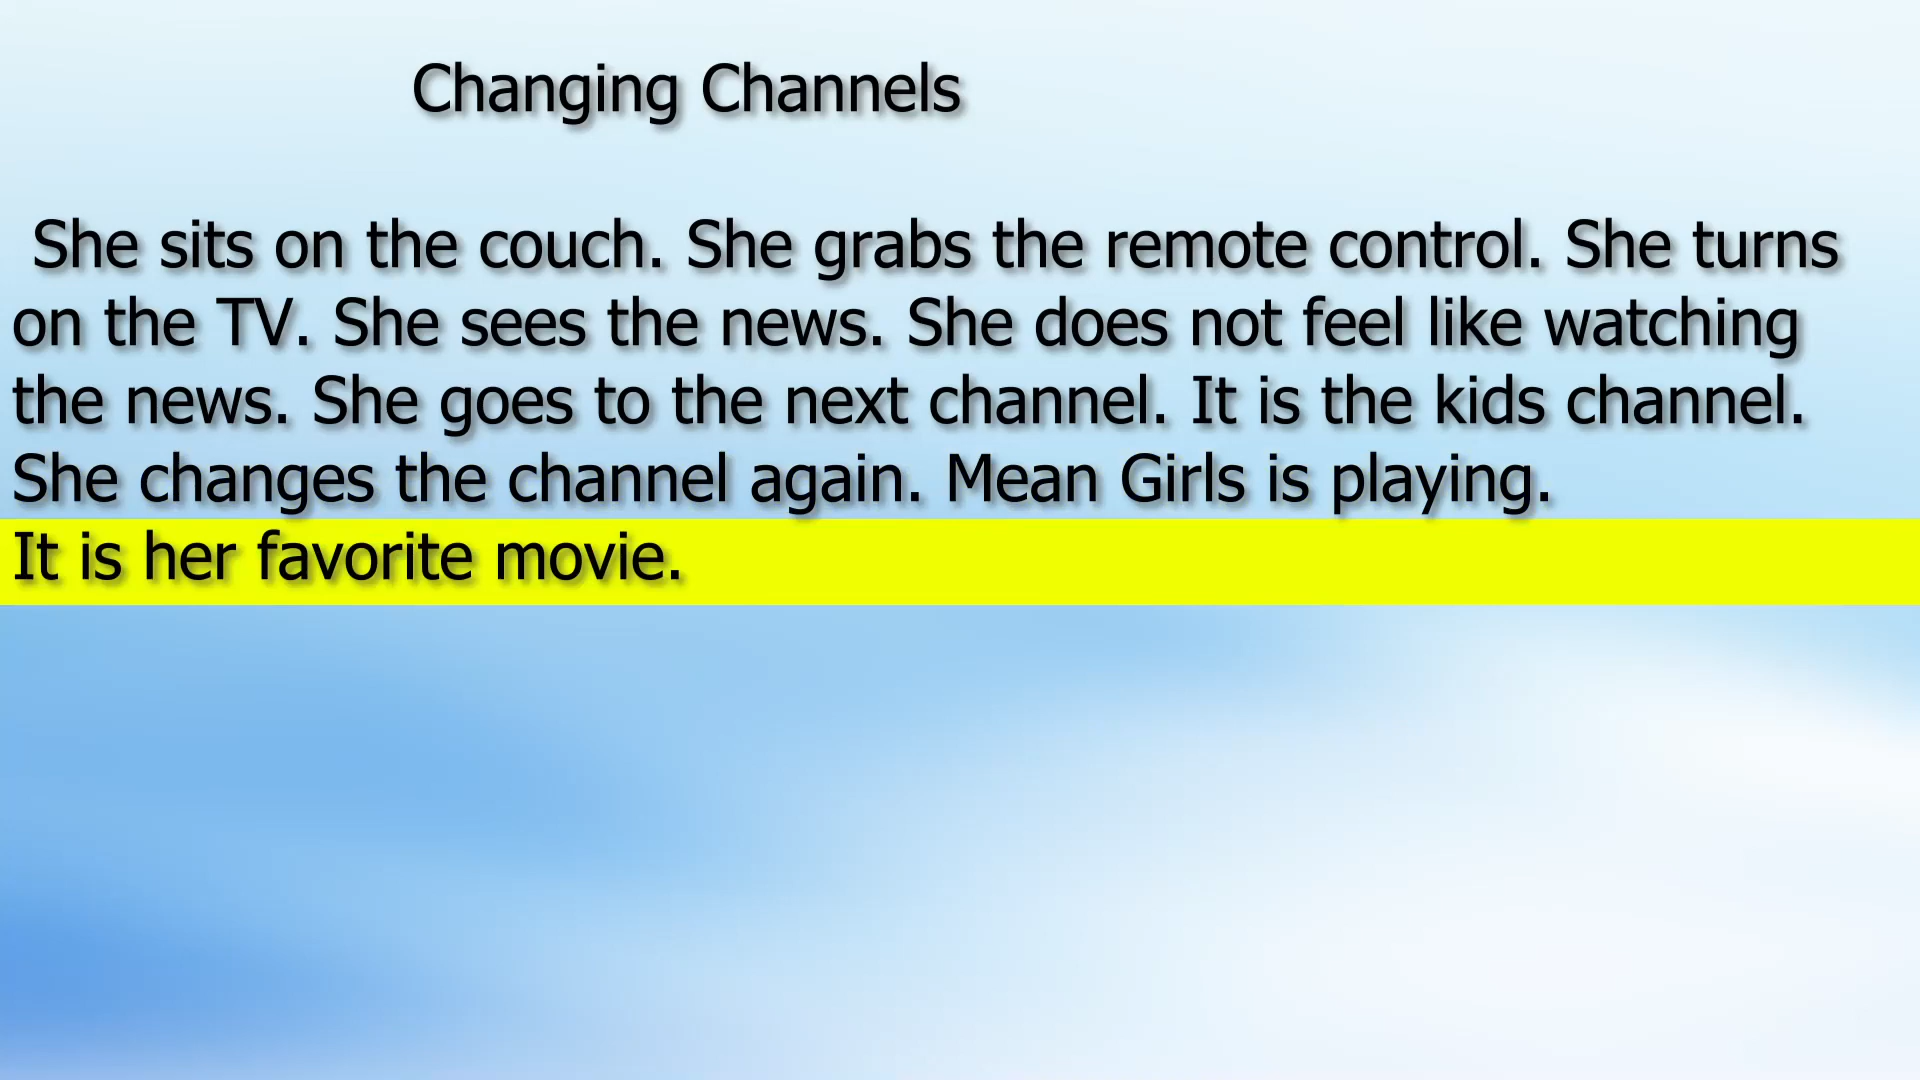 Changing Channels
She sits on the couch. She grabs the remote control. She turns
on the TV. She sees the news. She does not feel like watching
the news. She goes to the next channel. It is the kids channel.
She changes the channel again. Mean Girls is playing.
It is her favorite movie.